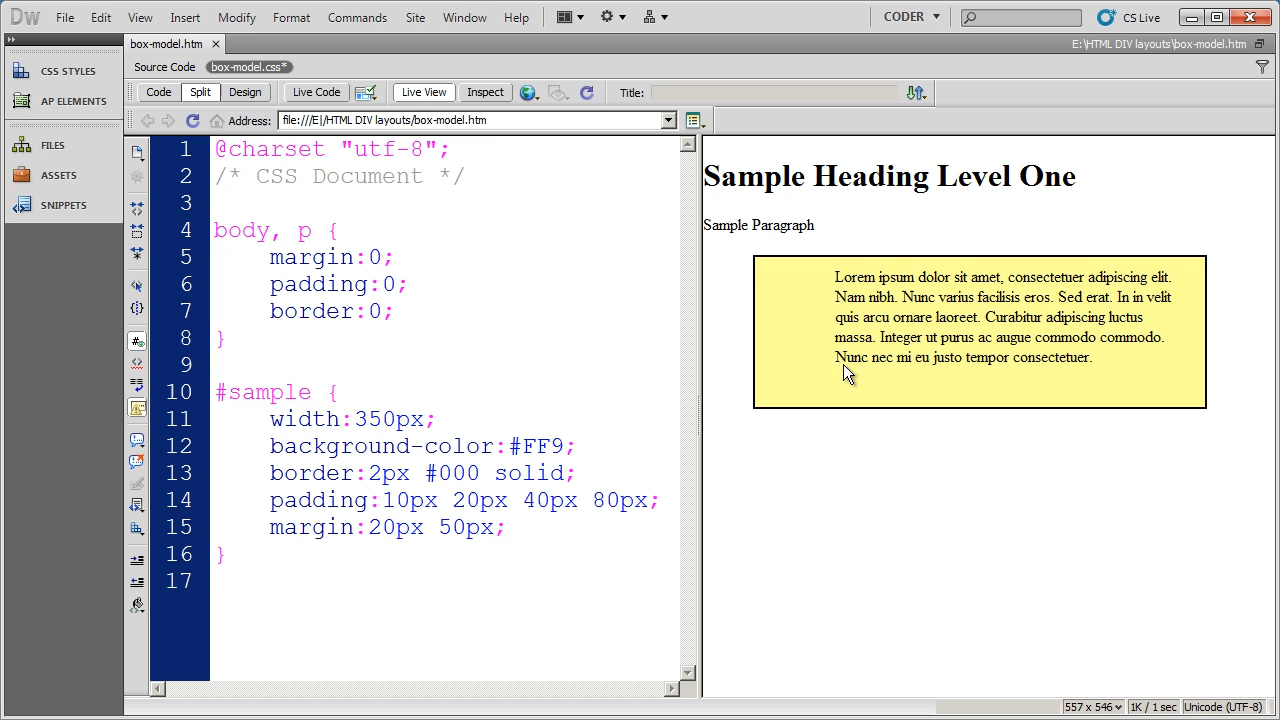 Dw File Edit View Insert Modify Format Commands Site Window Help CODER CS Live
box-model.htm E:\HTML DIV layouts\box-model.htm
Source Code box-model.css*
Code Split Design Live Code Live View Inspect Title:
Address: file:///E|/HTML DIV layouts/box-model.htm
CSS STYLES
AP ELEMENTS
FILES
ASSETS
SNIPPETS
1 @charset "utf-8";
2 /* CSS Document */
3
4 body, p {
5 margin:0;
6 padding:0;
7 border:0;
8 }
9
10 #sample {
11 width:350px;
12 background-color:#FF9;
13 border:2px #000 solid;
14 padding:10px 20px 40px 80px;
15 margin:20px 50px;
16 }
17
Sample Heading Level One
Sample Paragraph
Lorem ipsum dolor sit amet, consectetuer adipiscing elit.
Nam nibh. Nunc varius facilisis eros. Sed erat. In in velit
quis arcu ornare laoreet. Curabitur adipiscing luctus
massa. Integer ut purus ac augue commodo commodo.
Nunc nec mi eu justo tempor consectetuer.
557 x 546 1K / 1 sec Unicode (UTF-8)